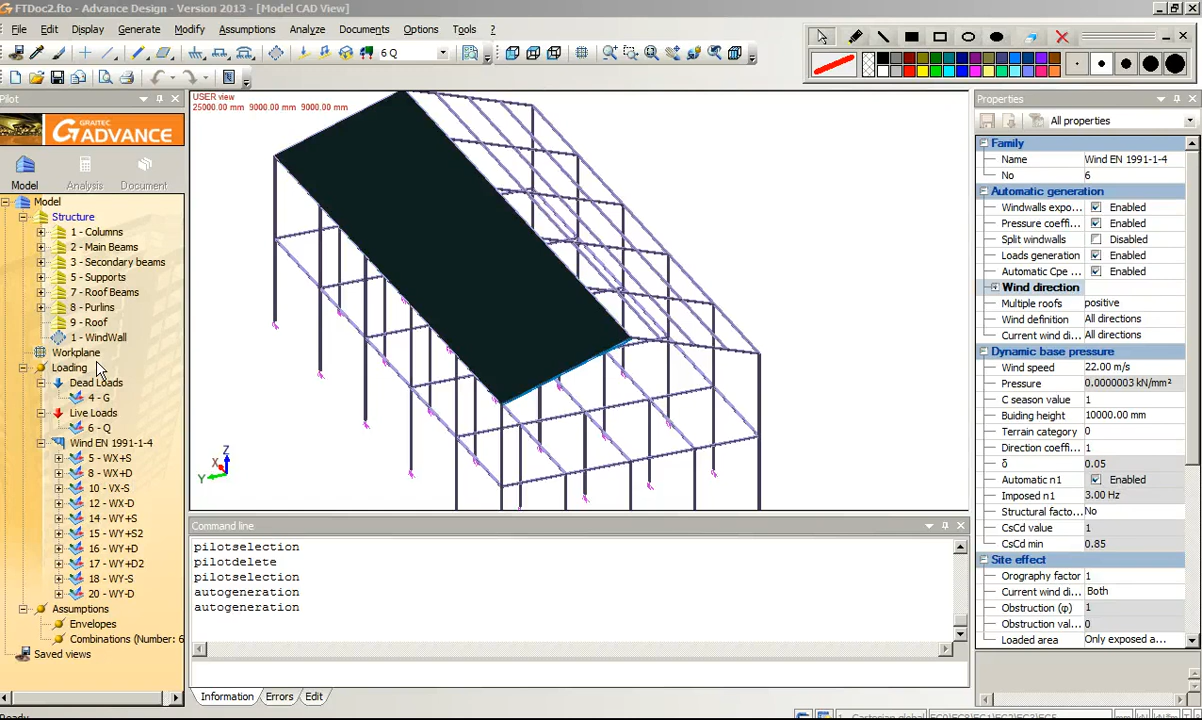 FTDoc2.fto - Advance Design - Version 2013 - [Model CAD View]
File Edit Display Generate Modify Assumptions Analyze Documents Options Tools ?
6 Q
Pilot
GRAITEC
ADVANCE
Model Analysis Document
Model
Structure
1 - Columns
2 - Main Beams
3 - Secondary beams
5 - Supports
7 - Roof Beams
8 - Purlins
9 - Roof
1 - WindWall
Workplane
Loading
Dead Loads
4 - G
Live Loads
6 - Q
Wind EN 1991-1-4
5 - WX+S
8 - WX+D
10 - VX-S
12 - WX-D
14 - WY+S
15 - WY+S2
16 - WY+D
17 - WY+D2
18 - WY-S
20 - WY-D
Assumptions
Envelopes
Combinations (Number: 6
Saved views
USER view
25000.00 mm 9000.00 mm 9000.00 mm
Z
X
Y
Command line
pilotselection
pilotdelete
pilotselection
autogeneration
autogeneration
Information Errors Edit
Properties
All properties
Family
Name Wind EN 1991-1-4
No 6
Automatic generation
Windwalls expo... Enabled
Pressure coeffi... Enabled
Split windwalls Disabled
Loads generation Enabled
Automatic Cpe ... Enabled
Wind direction
Multiple roofs positive
Wind definition All directions
Current wind di... All directions
Dynamic base pressure
Wind speed 22.00 m/s
Pressure 0.0000003 kN/mm²
C season value 1
Buiding height 10000.00 mm
Terrain category 0
Direction coeffi... 1
δ 0.05
Automatic n1 Enabled
Imposed n1 3.00 Hz
Structural facto... No
CsCd value 1
CsCd min 0.85
Site effect
Orography factor 1
Current wind di... Both
Obstruction (φ) 1
Obstruction val... 0
Loaded area Only exposed a...